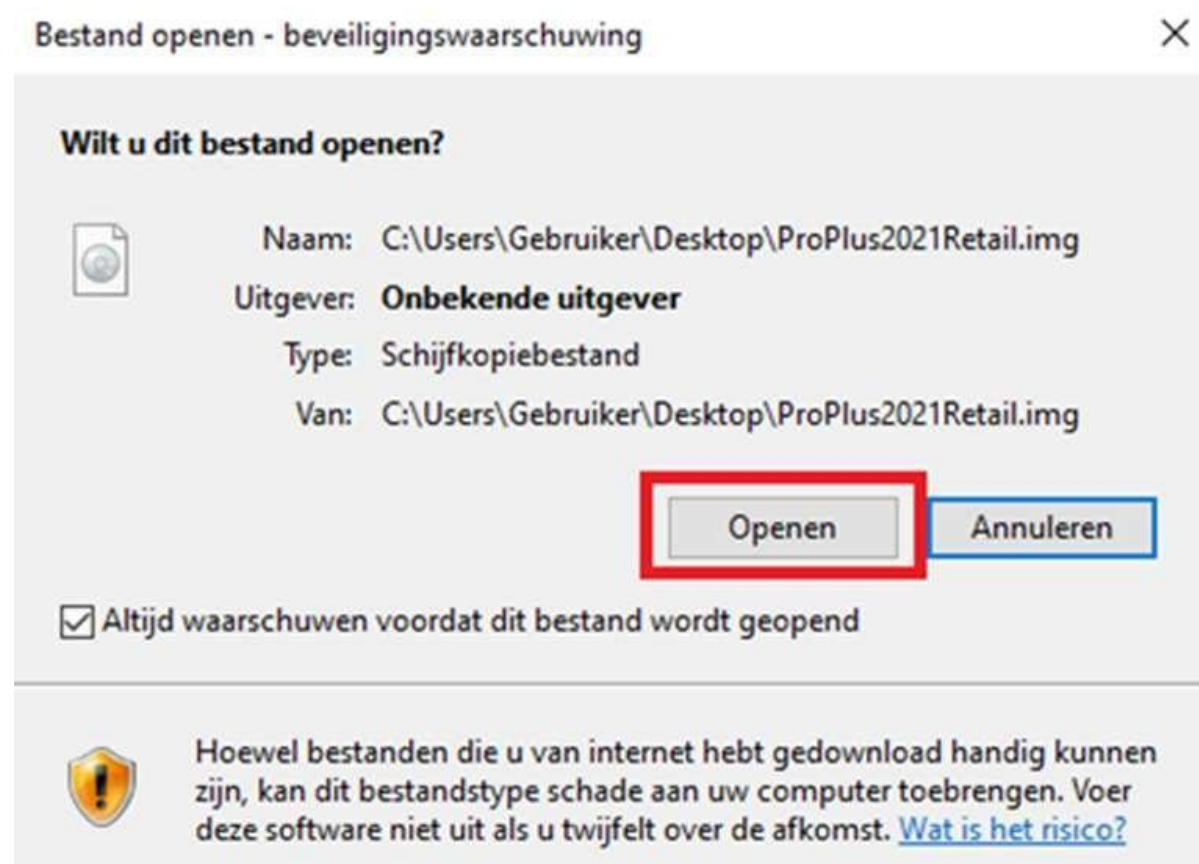 Bestand openen - beveiligingswaarschuwing
Wilt u dit bestand openen?
Naam: C:\Users\Gebruiker\Desktop\ProPlus2021Retail.img
Uitgever: Onbekende uitgever
Type: Schijfkopiebestand
Van: C:\Users\Gebruiker\Desktop\ProPlus2021Retail.img
Openen Annuleren
Altijd waarschuwen voordat dit bestand wordt geopend
Hoewel bestanden die u van internet hebt gedownload handig kunnen
zijn, kan dit bestandstype schade aan uw computer toebrengen. Voer
deze software niet uit als u twijfelt over de afkomst. Wat is het risico?